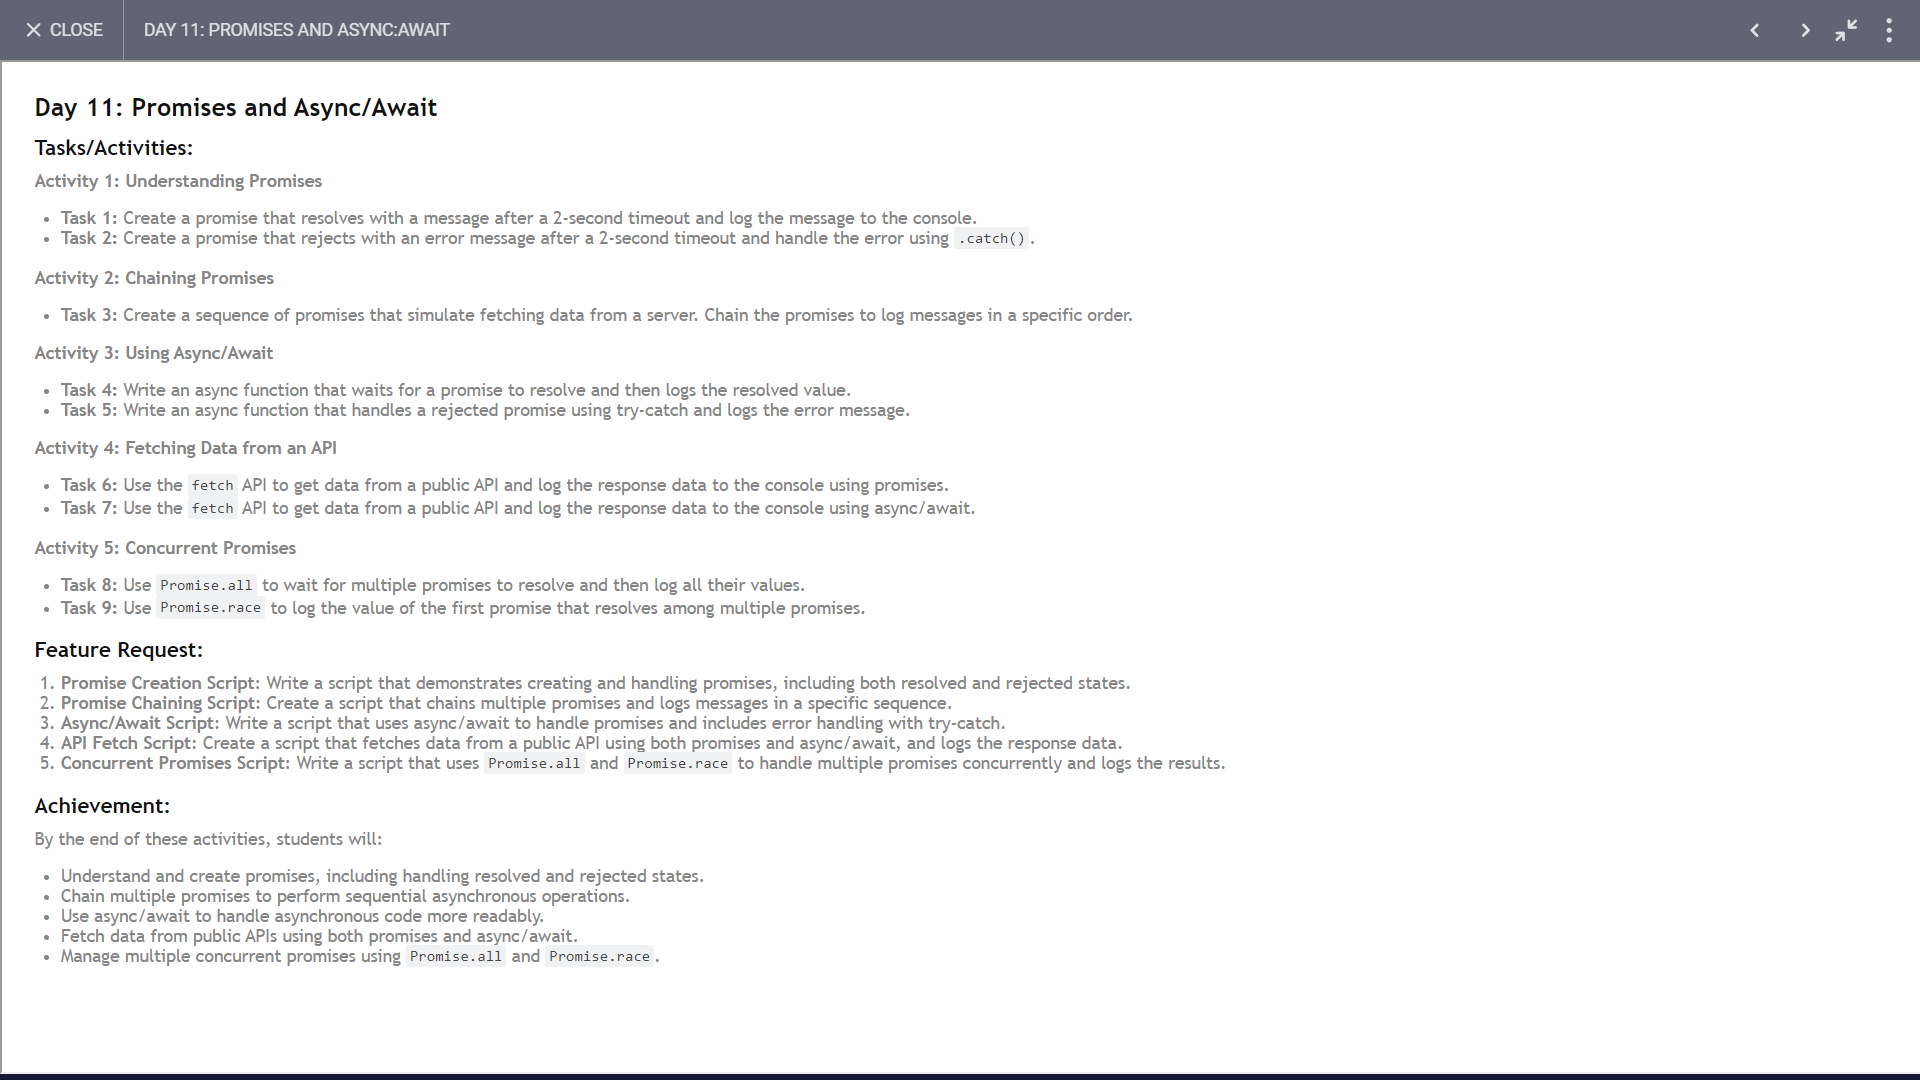 CLOSE
DAY 11: PROMISES AND ASYNC:AWAIT
Day 11: Promises and Async/Await
Tasks/Activities:
Activity 1: Understanding Promises
• Task 1: Create a promise that resolves with a message after a 2-second timeout and log the message to the console.
• Task 2: Create a promise that rejects with an error message after a 2-second timeout and handle the error using .catch().
Activity 2: Chaining Promises
• Task 3: Create a sequence of promises that simulate fetching data from a server. Chain the promises to log messages in a specific order.
Activity 3: Using Async/Await
• Task 4: Write an async function that waits for a promise to resolve and then logs the resolved value.
• Task 5: Write an async function that handles a rejected promise using try-catch and logs the error message.
Activity 4: Fetching Data from an API
• Task 6: Use the fetch API to get data from a public API and log the response data to the console using promises.
• Task 7: Use the fetch API to get data from a public API and log the response data to the console using async/await.
Activity 5: Concurrent Promises
• Task 8: Use Promise.all to wait for multiple promises to resolve and then log all their values.
• Task 9: Use Promise.race to log the value of the first promise that resolves among multiple promises.
Feature Request:
1. Promise Creation Script: Write a script that demonstrates creating and handling promises, including both resolved and rejected states.
2. Promise Chaining Script: Create a script that chains multiple promises and logs messages in a specific sequence.
3. Async/Await Script: Write a script that uses async/await to handle promises and includes error handling with try-catch.
4. API Fetch Script: Create a script that fetches data from a public API using both promises and async/await, and logs the response data.
5. Concurrent Promises Script: Write a script that uses Promise.all and Promise.race to handle multiple promises concurrently and logs the results.
Achievement:
By the end of these activities, students will:
• Understand and create promises, including handling resolved and rejected states.
• Chain multiple promises to perform sequential asynchronous operations.
• Use async/await to handle asynchronous code more readably.
• Fetch data from public APIs using both promises and async/await.
• Manage multiple concurrent promises using Promise.all and Promise.race.